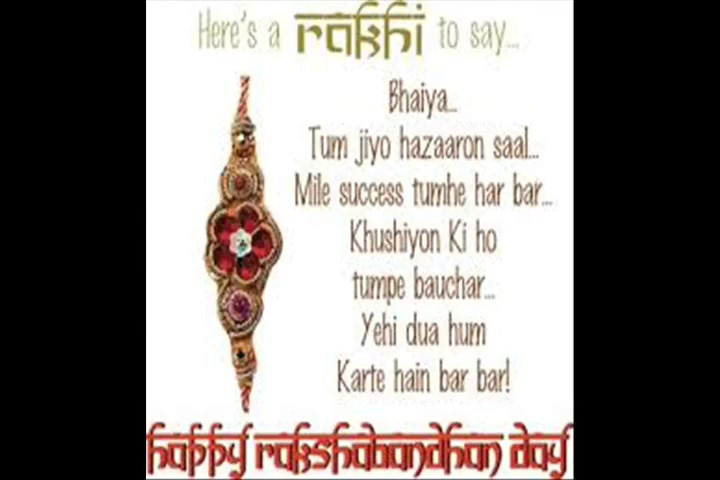 Here's a rakhi to say...
Bhaiya...
Tum jiyo hazaaron saal...
Mile success tumhe har bar...
Khushiyon Ki ho
tumpe bauchar...
Yehi dua hum
Karte hain bar bar!
happy rakshabandhan day